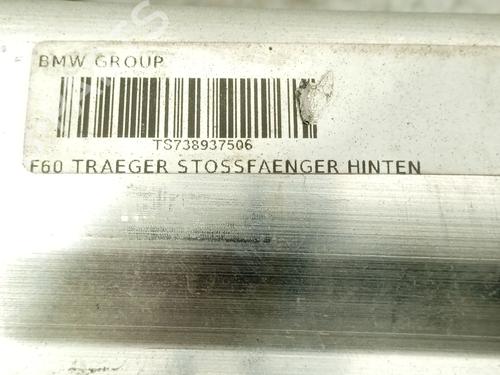 BMW GROUP
TS738937506
F60 TRAEGER STOSSFAENGER HINTEN